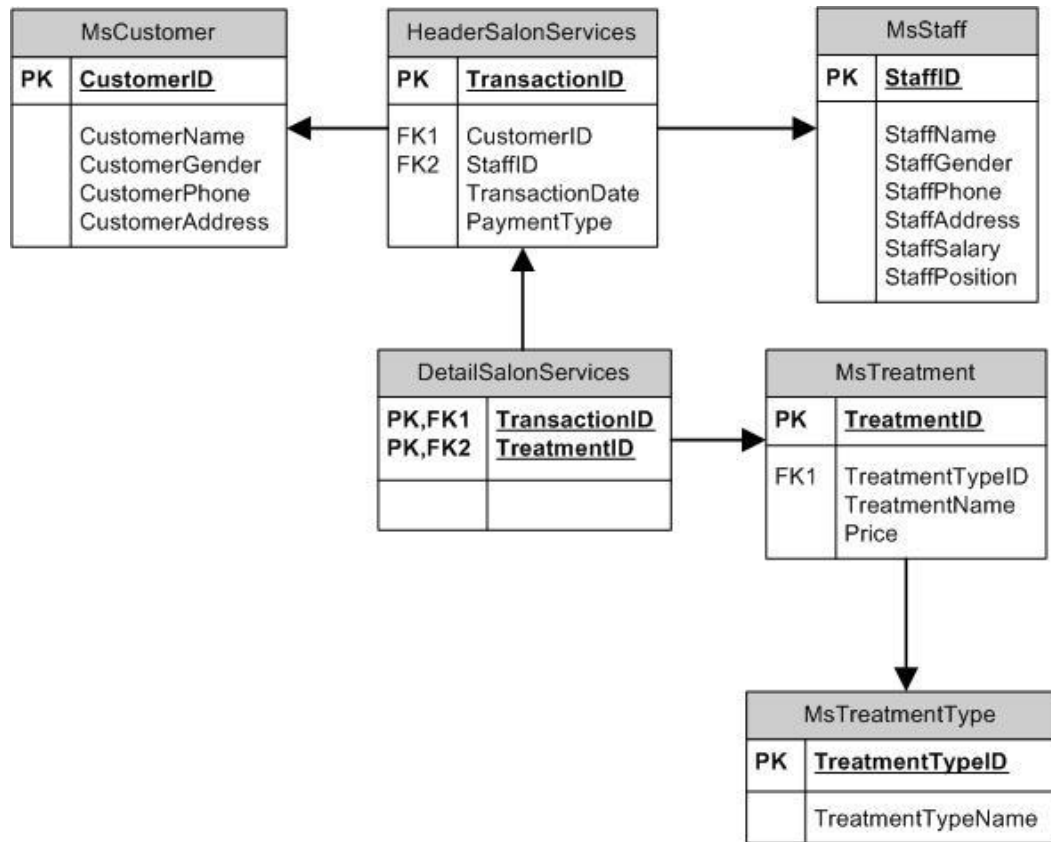 MsCustomer
PK CustomerID
CustomerName
CustomerGender
CustomerPhone
CustomerAddress
HeaderSalonServices
PK TransactionID
FK1 CustomerID
FK2 StaffID
TransactionDate
PaymentType
MsStaff
PK StaffID
StaffName
StaffGender
StaffPhone
StaffAddress
StaffSalary
StaffPosition
DetailSalonServices
PK,FK1 TransactionID
PK,FK2 TreatmentID
MsTreatment
PK TreatmentID
FK1 TreatmentTypeID
TreatmentName
Price
MsTreatmentType
PK TreatmentTypeID
TreatmentTypeName